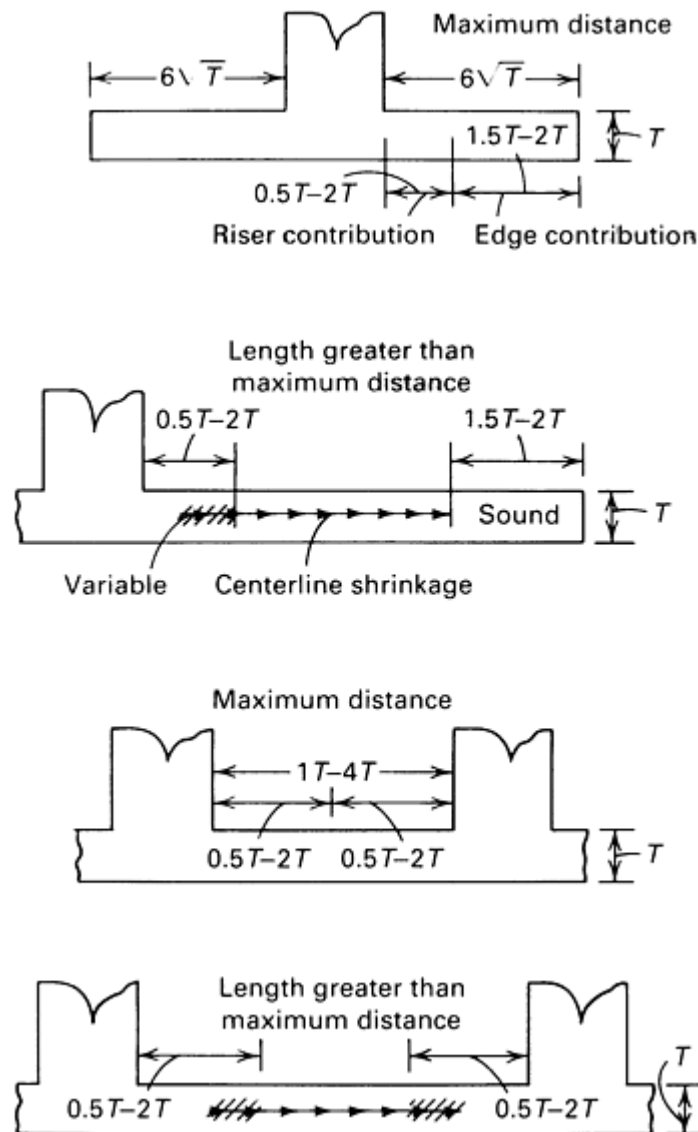 Maximum distance
6√T 6√T
1.5T–2T T
0.5T–2T
Riser contribution Edge contribution
Length greater than
maximum distance
0.5T–2T 1.5T–2T
Sound T
Variable Centerline shrinkage
Maximum distance
1T–4T
0.5T–2T 0.5T–2T T
Length greater than
maximum distance T
0.5T–2T 0.5T–2T